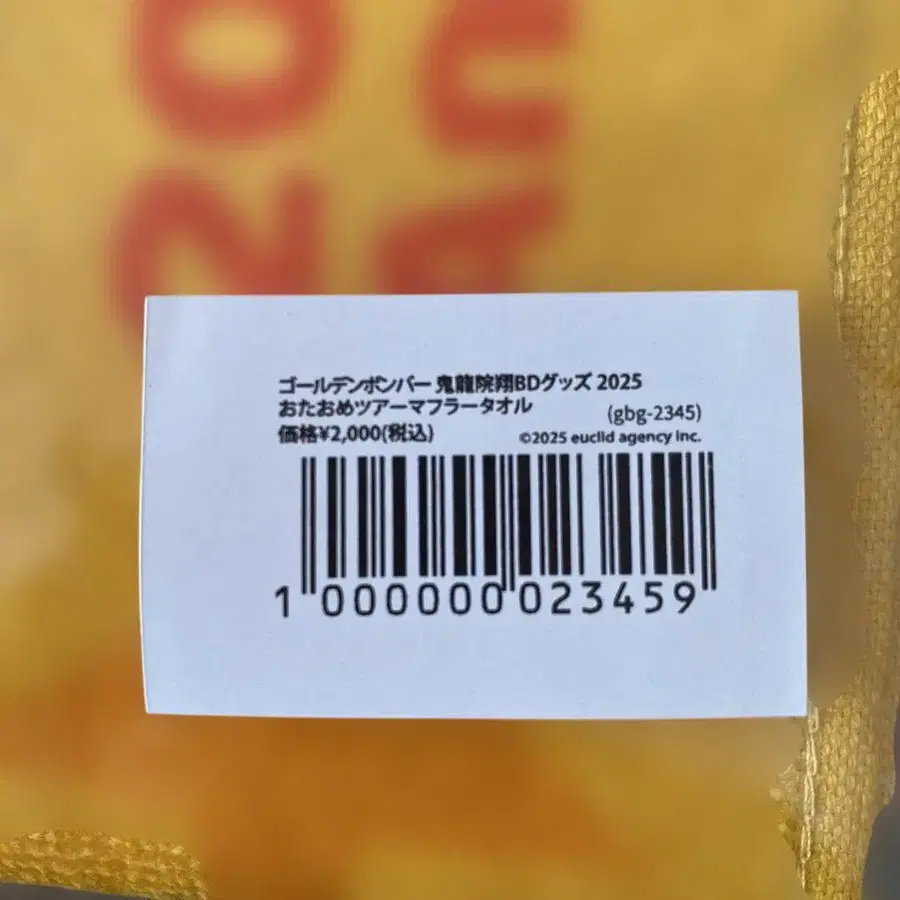 ゴールデンボンバー 鬼龍院翔BDグッズ 2025
おたおめツアーマフラータオル
(gbg-2345)
価格¥2,000(税込)
©2025 euclid agency inc.
1 000000 023459